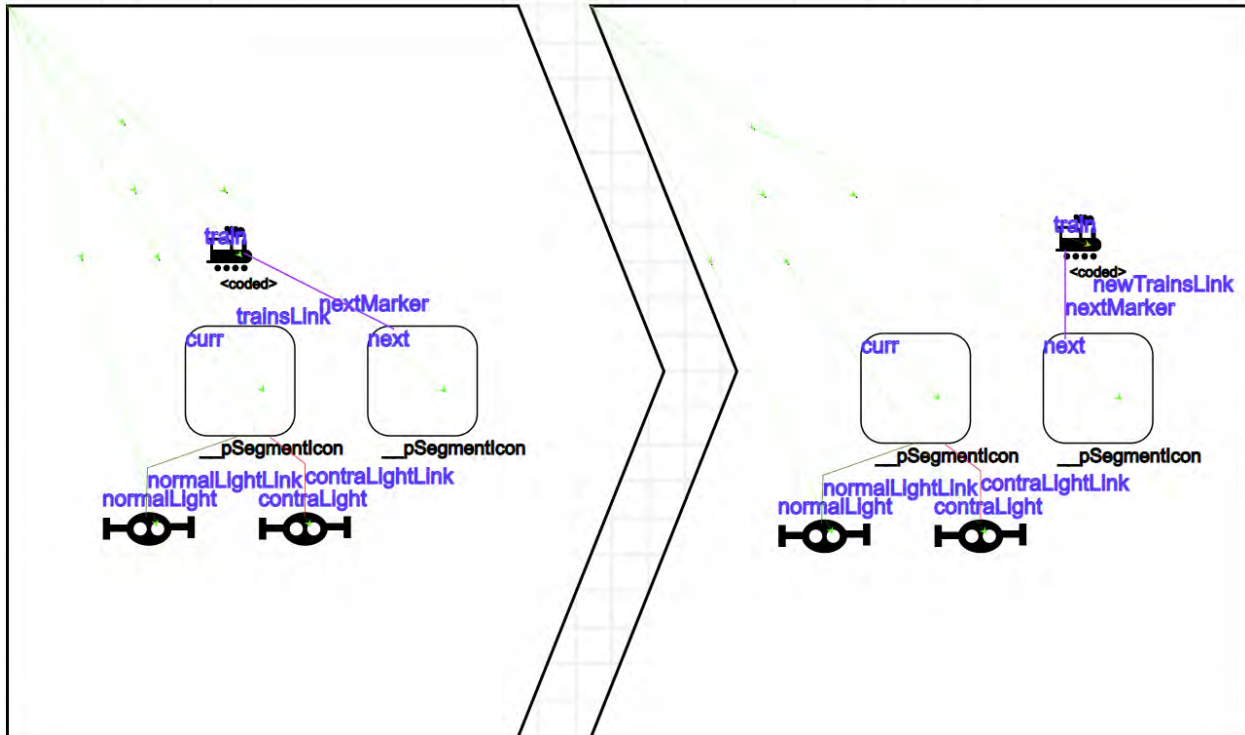 train
<coded>
nextMarker
trainsLink
curr
next
__pSegmentIcon
__pSegmentIcon
normalLightLink
contraLightLink
normalLight
contraLight
train
<coded>
newTrainsLink
nextMarker
curr
next
__pSegmentIcon
__pSegmentIcon
normalLightLink
contraLightLink
normalLight
contraLight